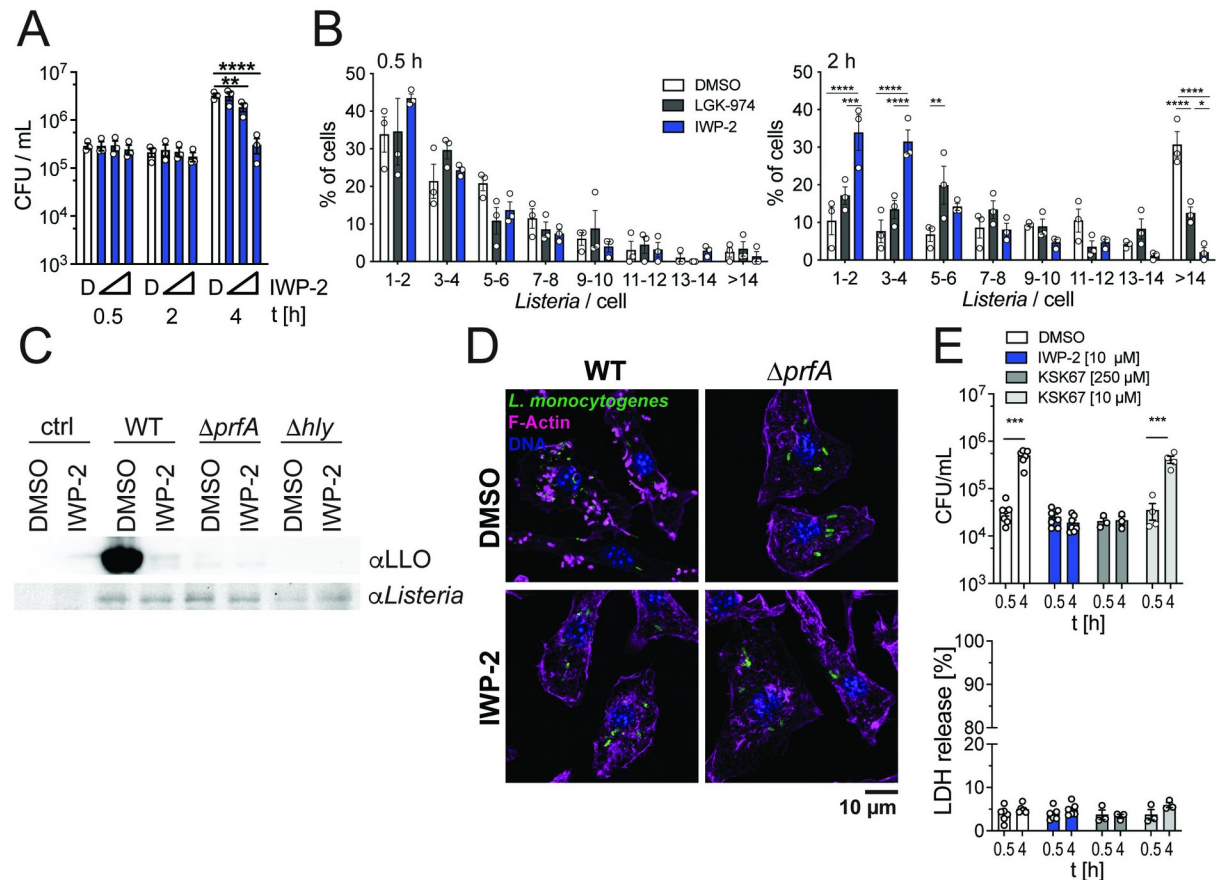 A
CFU / mL
10⁷
10⁶
10⁵
10⁴
10³
****
**
D
D
D
IWP-2
0.5
2
4
t [h]
B
0.5 h
% of cells
50
40
30
20
10
0
DMSO
LGK-974
IWP-2
1-2
3-4
5-6
7-8
9-10
11-12
13-14
>14
Listeria / cell
2 h
% of cells
50
40
30
20
10
0
****
***
****
****
**
****
****
*
1-2
3-4
5-6
7-8
9-10
11-12
13-14
>14
Listeria / cell
C
ctrl
WT
ΔprfA
Δhly
DMSO
IWP-2
DMSO
IWP-2
DMSO
IWP-2
DMSO
IWP-2
αLLO
αListeria
D
WT
ΔprfA
L. monocytogenes
F-Actin
DNA
DMSO
IWP-2
10 µm
E
DMSO
IWP-2 [10 µM]
KSK67 [250 µM]
KSK67 [10 µM]
CFU/mL
10⁷
10⁶
10⁵
10⁴
10³
***
***
0.5 4
0.5 4
0.5 4
0.5 4
t [h]
LDH release [%]
100
90
80
20
10
5
0
0.5 4
0.5 4
0.5 4
0.5 4
t [h]